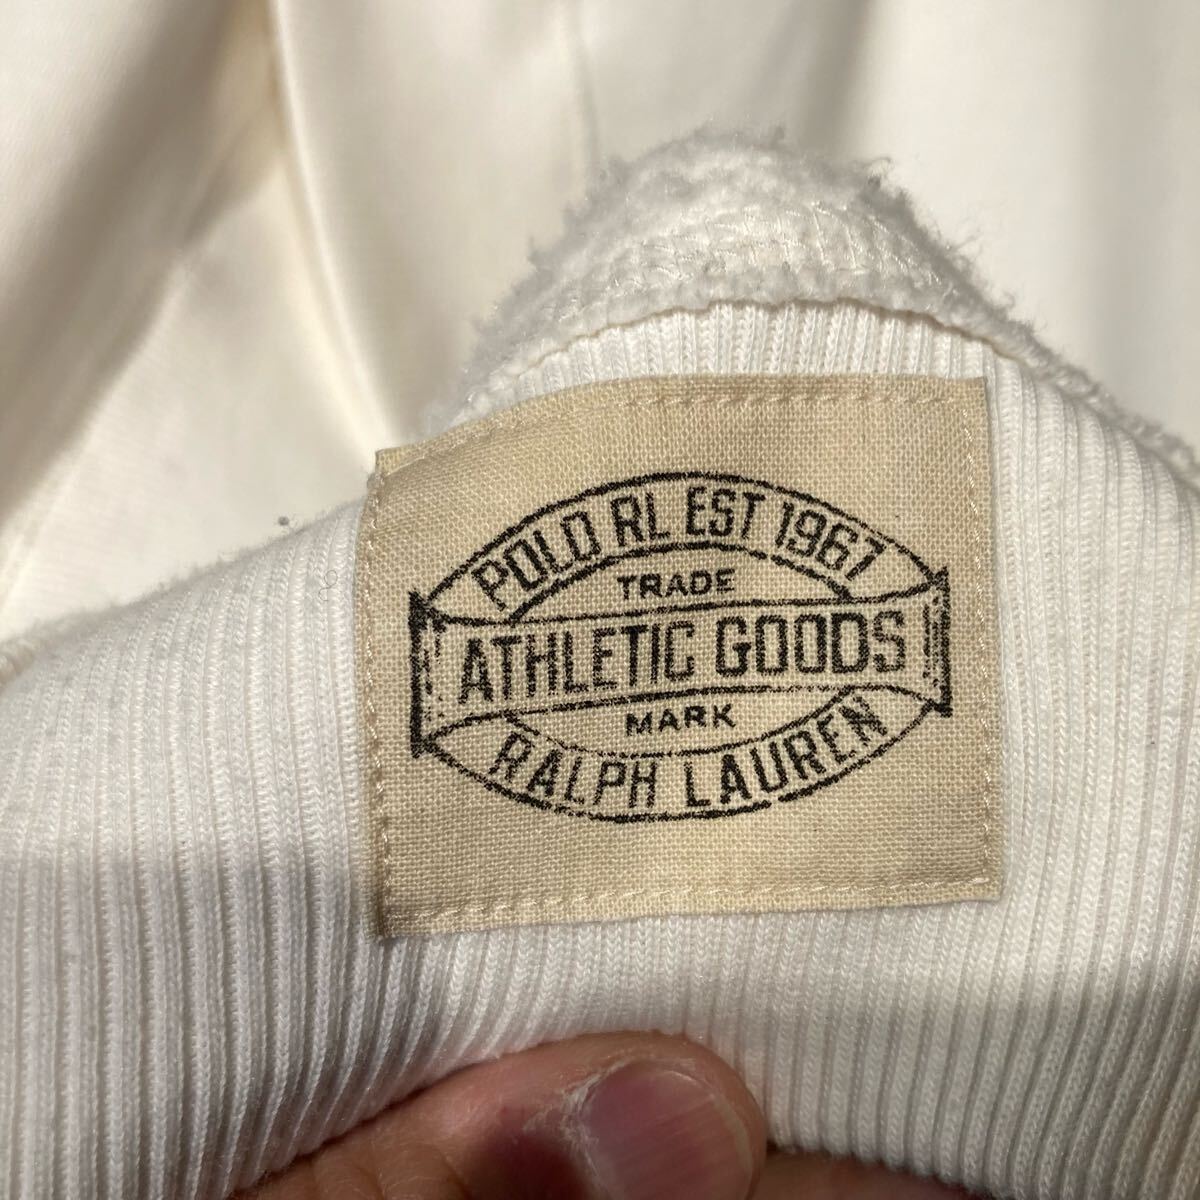 POLO RL EST 1967
TRADE
ATHLETIC GOODS
MARK
RALPH LAUREN